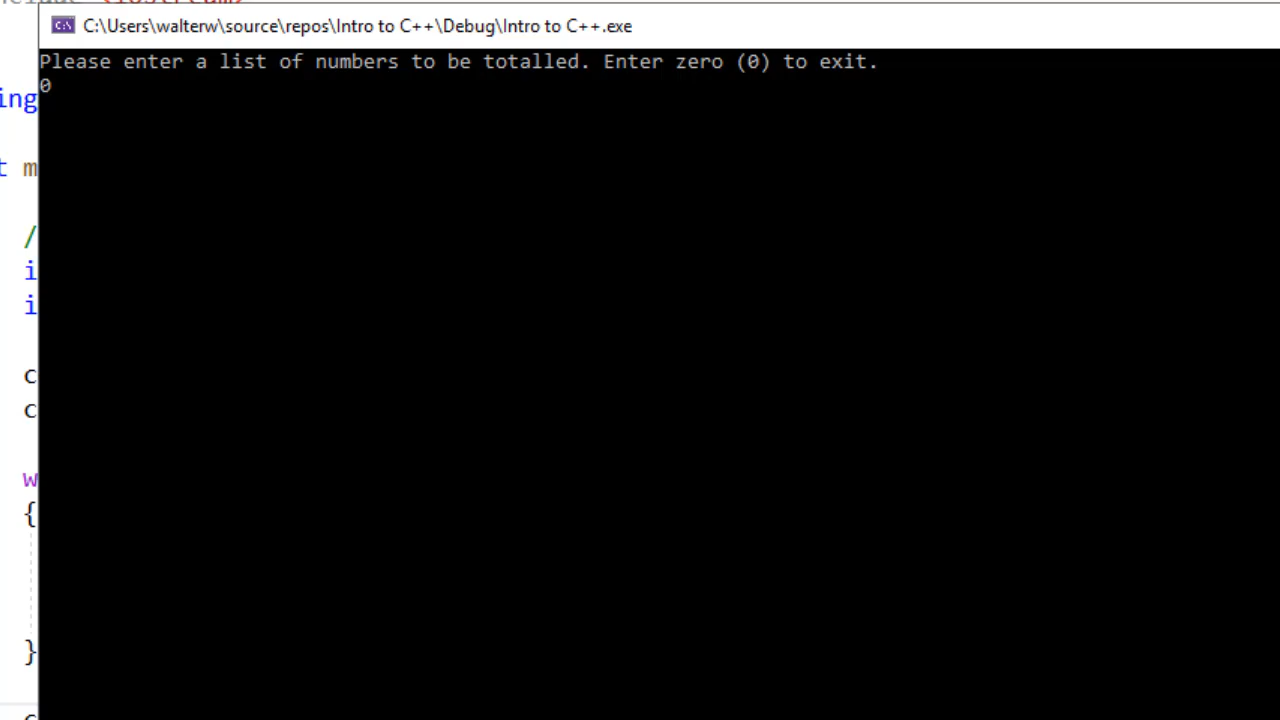 C:\Users\walterw\source\repos\Intro to C++\Debug\Intro to C++.exe
Please enter a list of numbers to be totalled. Enter zero (0) to exit.
0
ing
t m
/
i
i
c
c
w
{
}